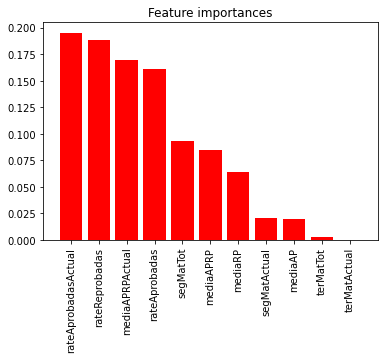 Feature importances
0.200
0.175
0.150
0.125
0.100
0.075
0.050
0.025
0.000
rateAprobadasActual
rateReprobadas
mediaAPRPActual
rateAprobadas
segMatTot
mediaAPRP
mediaRP
segMatActual
mediaAP
terMatTot
terMatActual